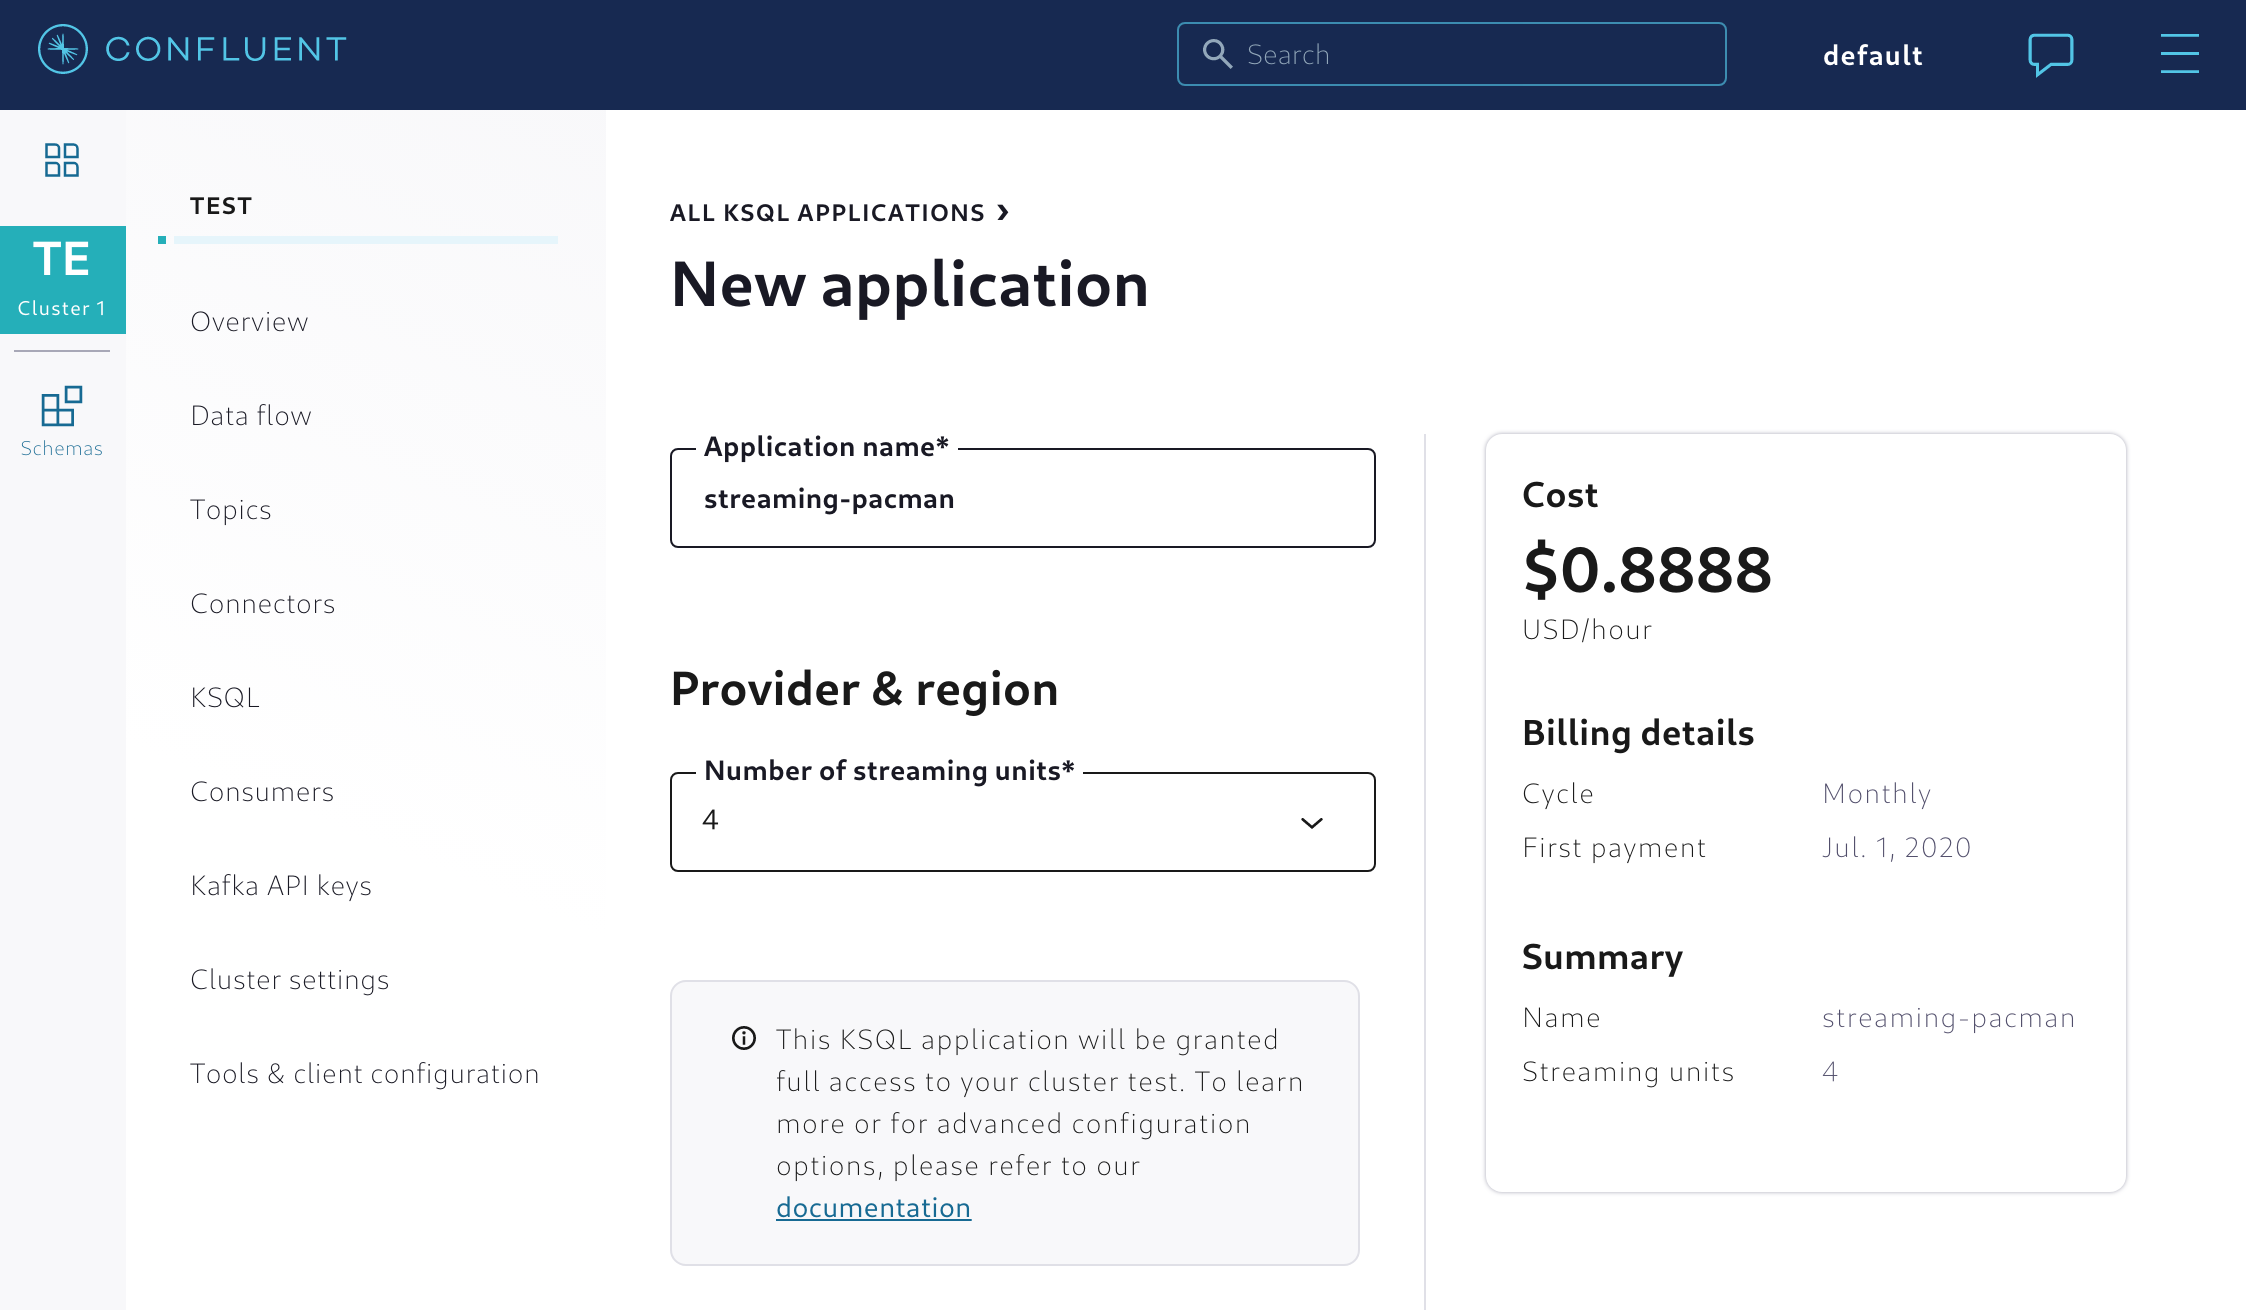 CONFLUENT
Search
default
TE
Cluster 1
Schemas
TEST
Overview
Data flow
Topics
Connectors
KSQL
Consumers
Kafka API keys
Cluster settings
Tools & client configuration
ALL KSQL APPLICATIONS ›
New application
Application name*
streaming-pacman
Provider & region
Number of streaming units*
4
This KSQL application will be granted
full access to your cluster test. To learn
more or for advanced configuration
options, please refer to our
documentation
Cost
$0.8888
USD/hour
Billing details
Cycle Monthly
First payment Jul. 1, 2020
Summary
Name streaming-pacman
Streaming units 4